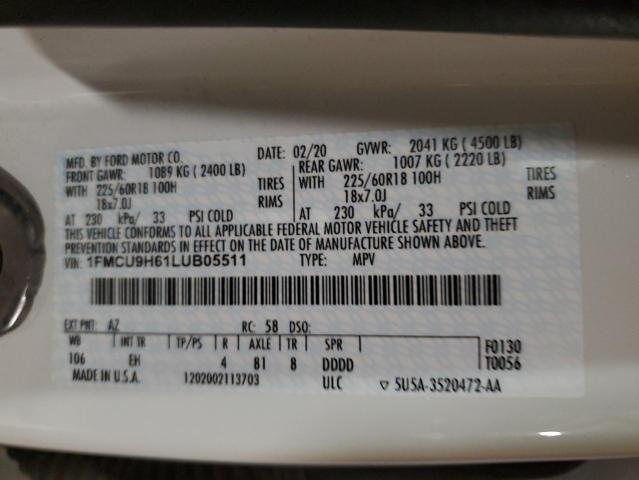 MFD. BY FORD MOTOR CO. DATE: 02/20 GVWR: 2041 KG ( 4500 LB)
FRONT GAWR: 1089 KG ( 2400 LB) REAR GAWR: 1007 KG ( 2220 LB)
WITH 225/60R18 100H TIRES WITH 225/60R18 100H TIRES
18x7.0J RIMS 18x7.0J RIMS
AT 230 kPa/ 33 PSI COLD AT 230 kPa/ 33 PSI COLD
THIS VEHICLE CONFORMS TO ALL APPLICABLE FEDERAL MOTOR VEHICLE SAFETY AND THEFT
PREVENTION STANDARDS IN EFFECT ON THE DATE OF MANUFACTURE SHOWN ABOVE.
VIN: 1FMCU9H61LUB05511 TYPE: MPV
EXT PNT: AZ RC: 58 DSO:
WB INT TR TP/PS R AXLE TR SPR F0130
106 EH 4 81 8 DDDD T0056
MADE IN U.S.A. 1202002113703 ULC ▽ 5U5A-3520472-AA